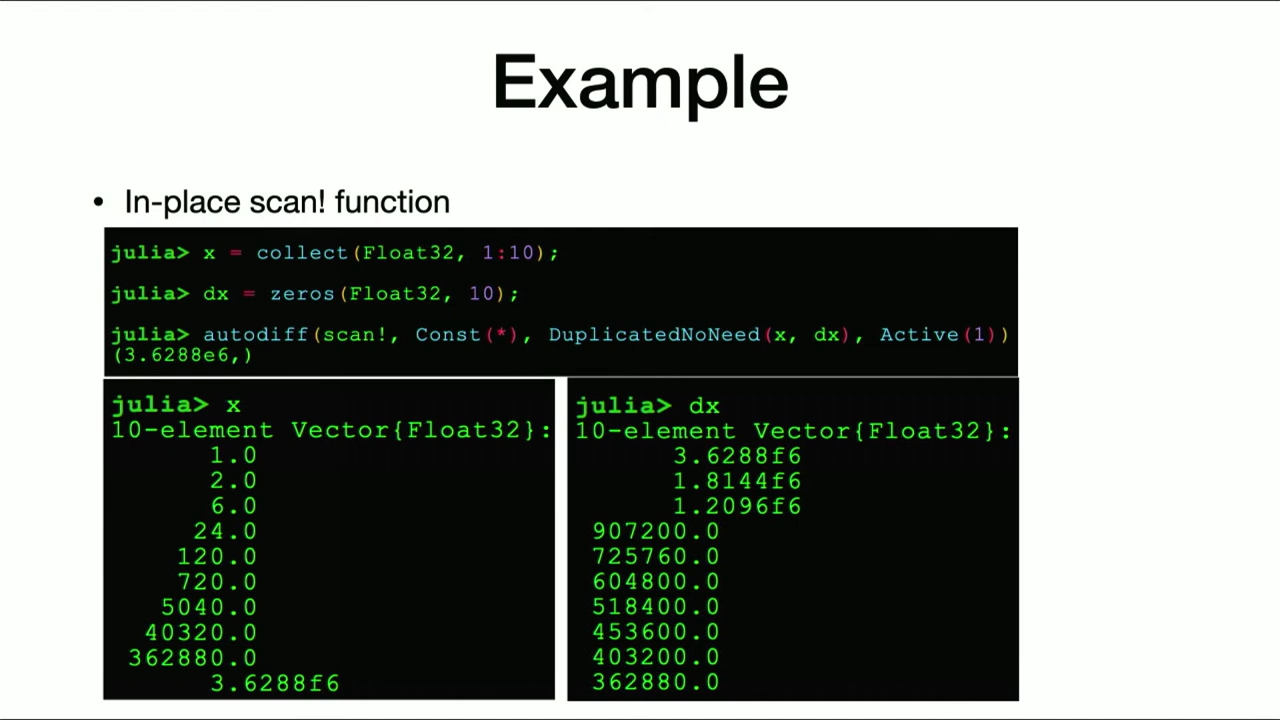 Example
• In-place scan! function
julia> x = collect(Float32, 1:10);
julia> dx = zeros(Float32, 10);
julia> autodiff(scan!, Const(*), DuplicatedNoNeed(x, dx), Active(1))
(3.6288e6,)
julia> x
10-element Vector{Float32}:
1.0
2.0
6.0
24.0
120.0
720.0
5040.0
40320.0
362880.0
3.6288f6
julia> dx
10-element Vector{Float32}:
3.6288f6
1.8144f6
1.2096f6
907200.0
725760.0
604800.0
518400.0
453600.0
403200.0
362880.0